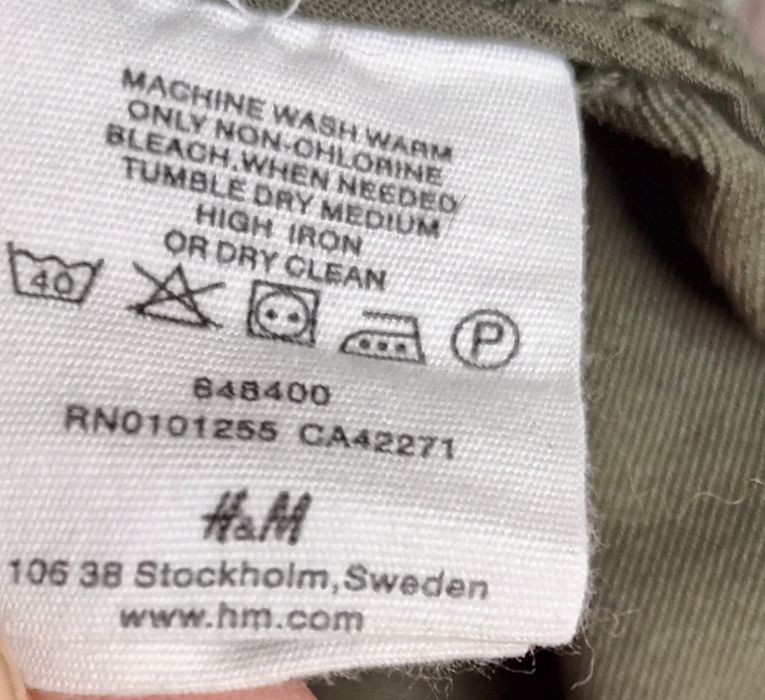 MACHINE WASH WARM
ONLY NON-CHLORINE
BLEACH.WHEN NEEDED
TUMBLE DRY MEDIUM
HIGH IRON
OR DRY CLEAN
40 P
848400
RN0101255 CA42271
H&M
106 38 Stockholm,Sweden
www.hm.com